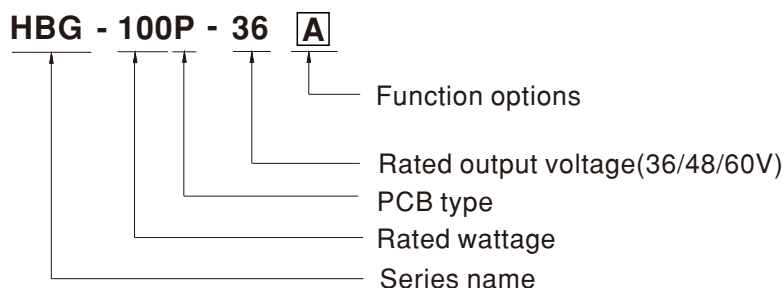 HBG - 100P - 36 A
Function options
Rated output voltage(36/48/60V)
PCB type
Rated wattage
Series name